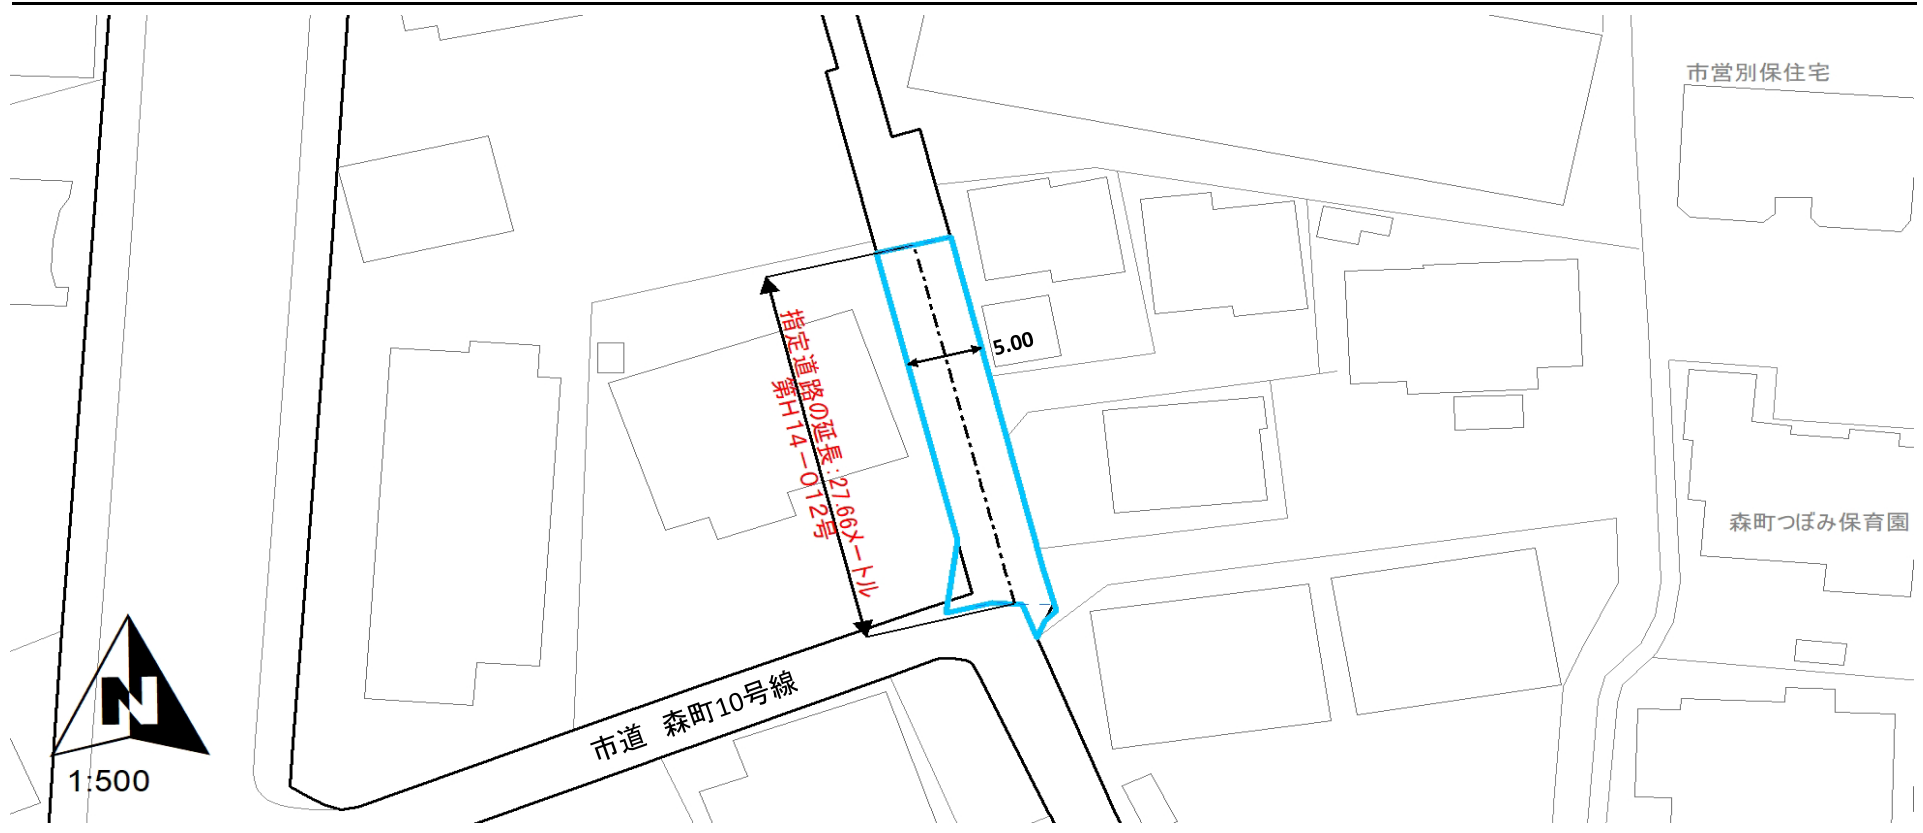 市営別保住宅
5.00
指定道路の延長:27.66メートル
第H14-012号
森町つぼみ保育園
市道 森町10号線
N
1:500